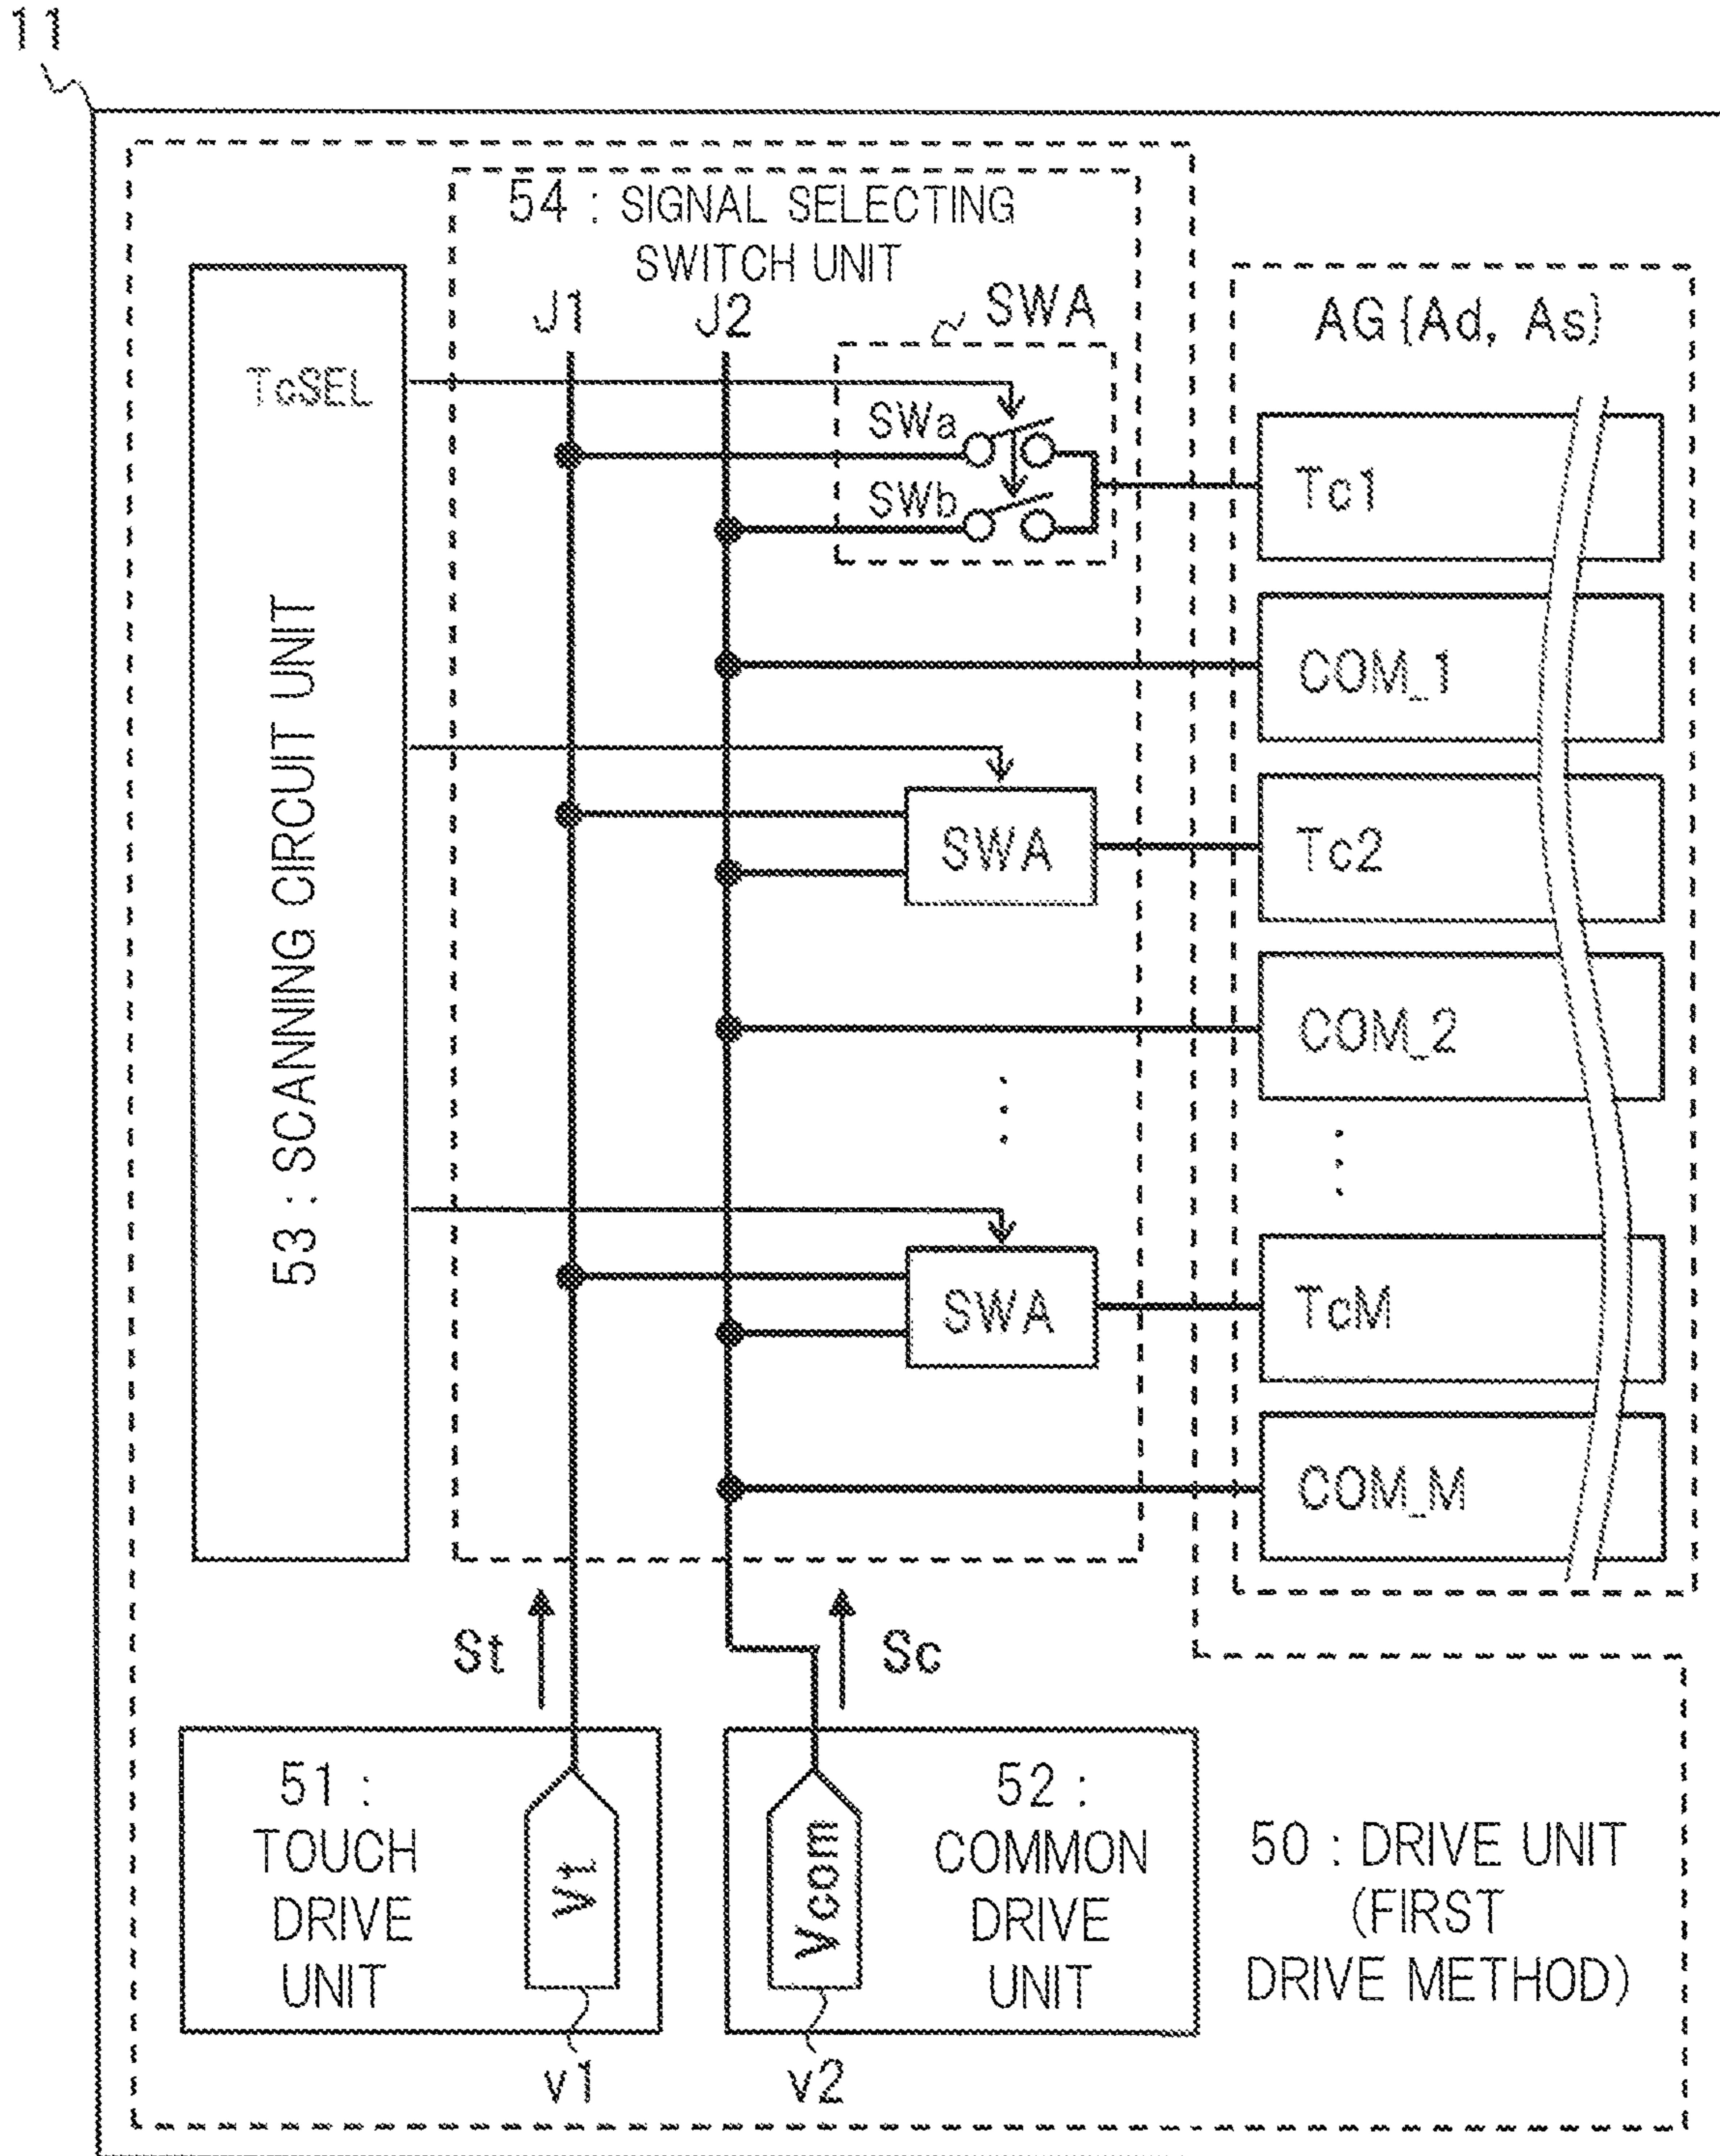 11
54 : SIGNAL SELECTING
SWITCH UNIT
J1
J2
SWA
AG{Ad, As}
TcSEL
SWa
SWb
Tc1
COM_1
53 : SCANNING CIRCUIT UNIT
SWA
Tc2
COM_2
SWA
TcM
COM_M
St
Sc
51 :
TOUCH
DRIVE
UNIT
Vt
Vcom
52 :
COMMON
DRIVE
UNIT
50 : DRIVE UNIT
(FIRST
DRIVE METHOD)
v1
v2